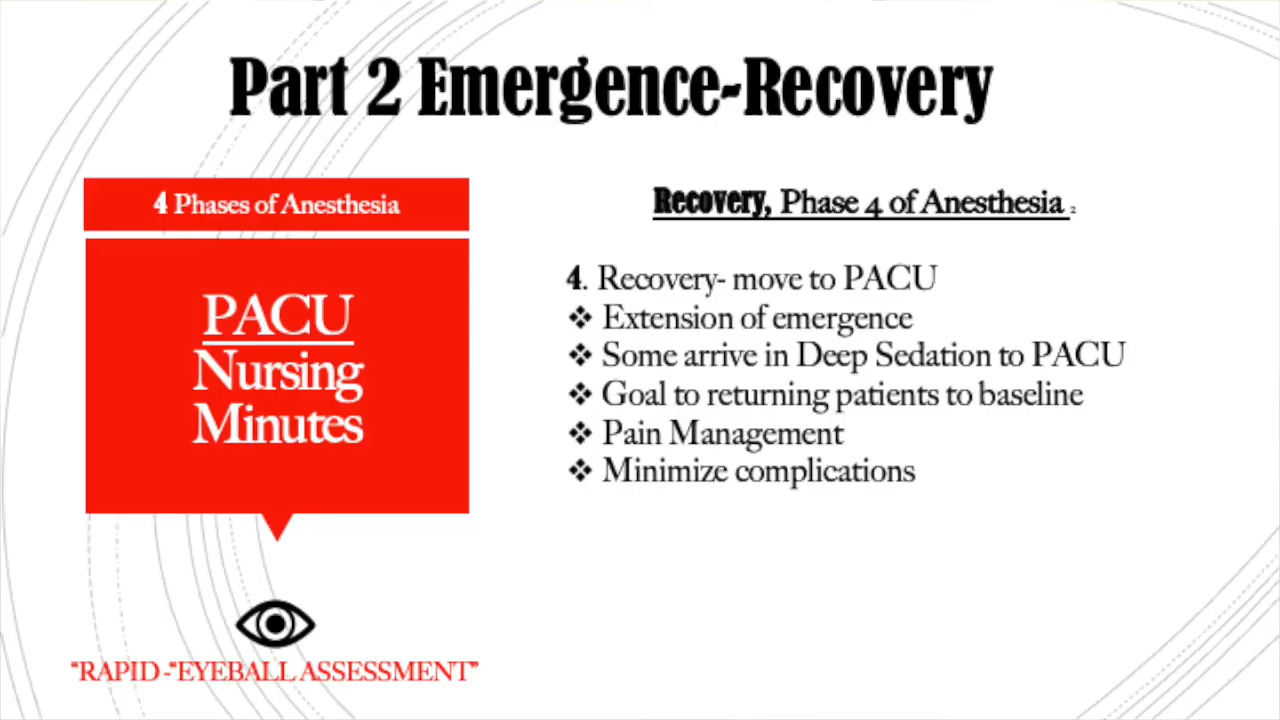 Part 2 Emergence-Recovery
4 Phases of Anesthesia
PACU
Nursing
Minutes
"RAPID -"EYEBALL ASSESSMENT"
Recovery, Phase 4 of Anesthesia 2
4. Recovery- move to PACU
❖ Extension of emergence
❖ Some arrive in Deep Sedation to PACU
❖ Goal to returning patients to baseline
❖ Pain Management
❖ Minimize complications